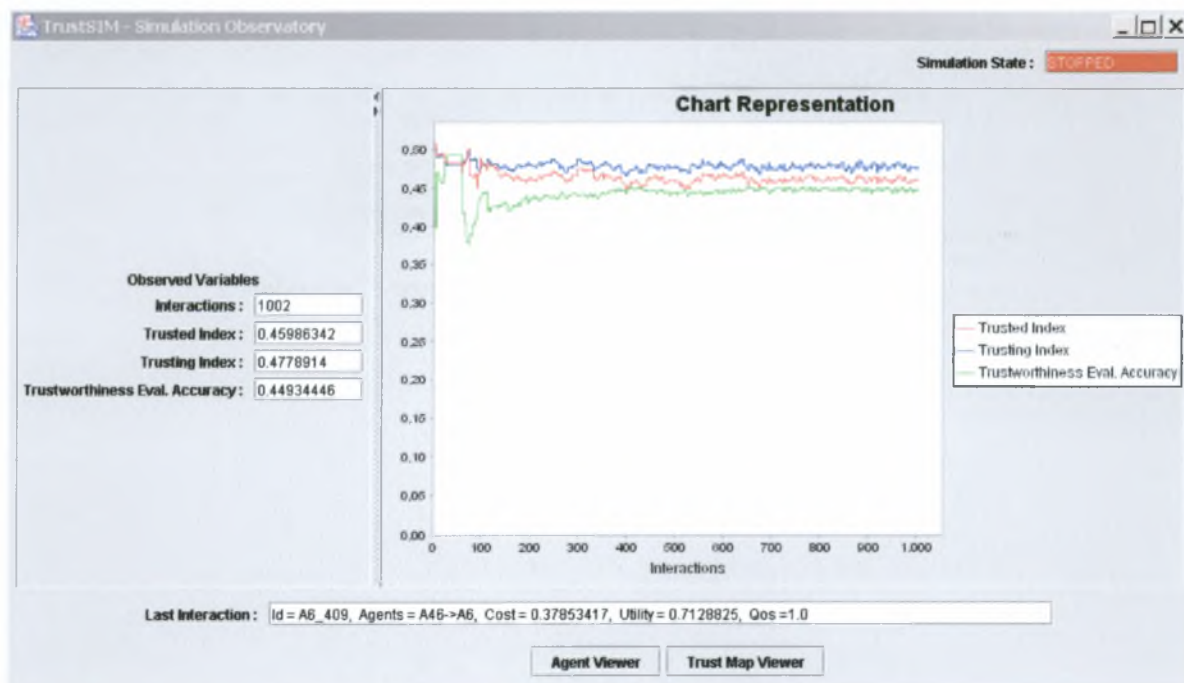 TrustSIM - Simulation Observatory
Simulation State : STOPPED
Chart Representation
0,50
0,45
0,40
0,35
0,30
0,25
0,20
0,15
0,10
0,05
0,00
0 100 200 300 400 500 600 700 800 900 1.000
Interactions
Observed Variables
Interactions : 1002
Trusted Index : 0.45986342
Trusting Index : 0.4778914
Trustworthiness Eval. Accuracy : 0.44934446
Trusted Index
Trusting Index
Trustworthiness Eval. Accuracy
Last Interaction : Id = A6_409, Agents = A46->A6, Cost = 0.37853417, Utility = 0.7128825, Qos =1.0
Agent Viewer Trust Map Viewer